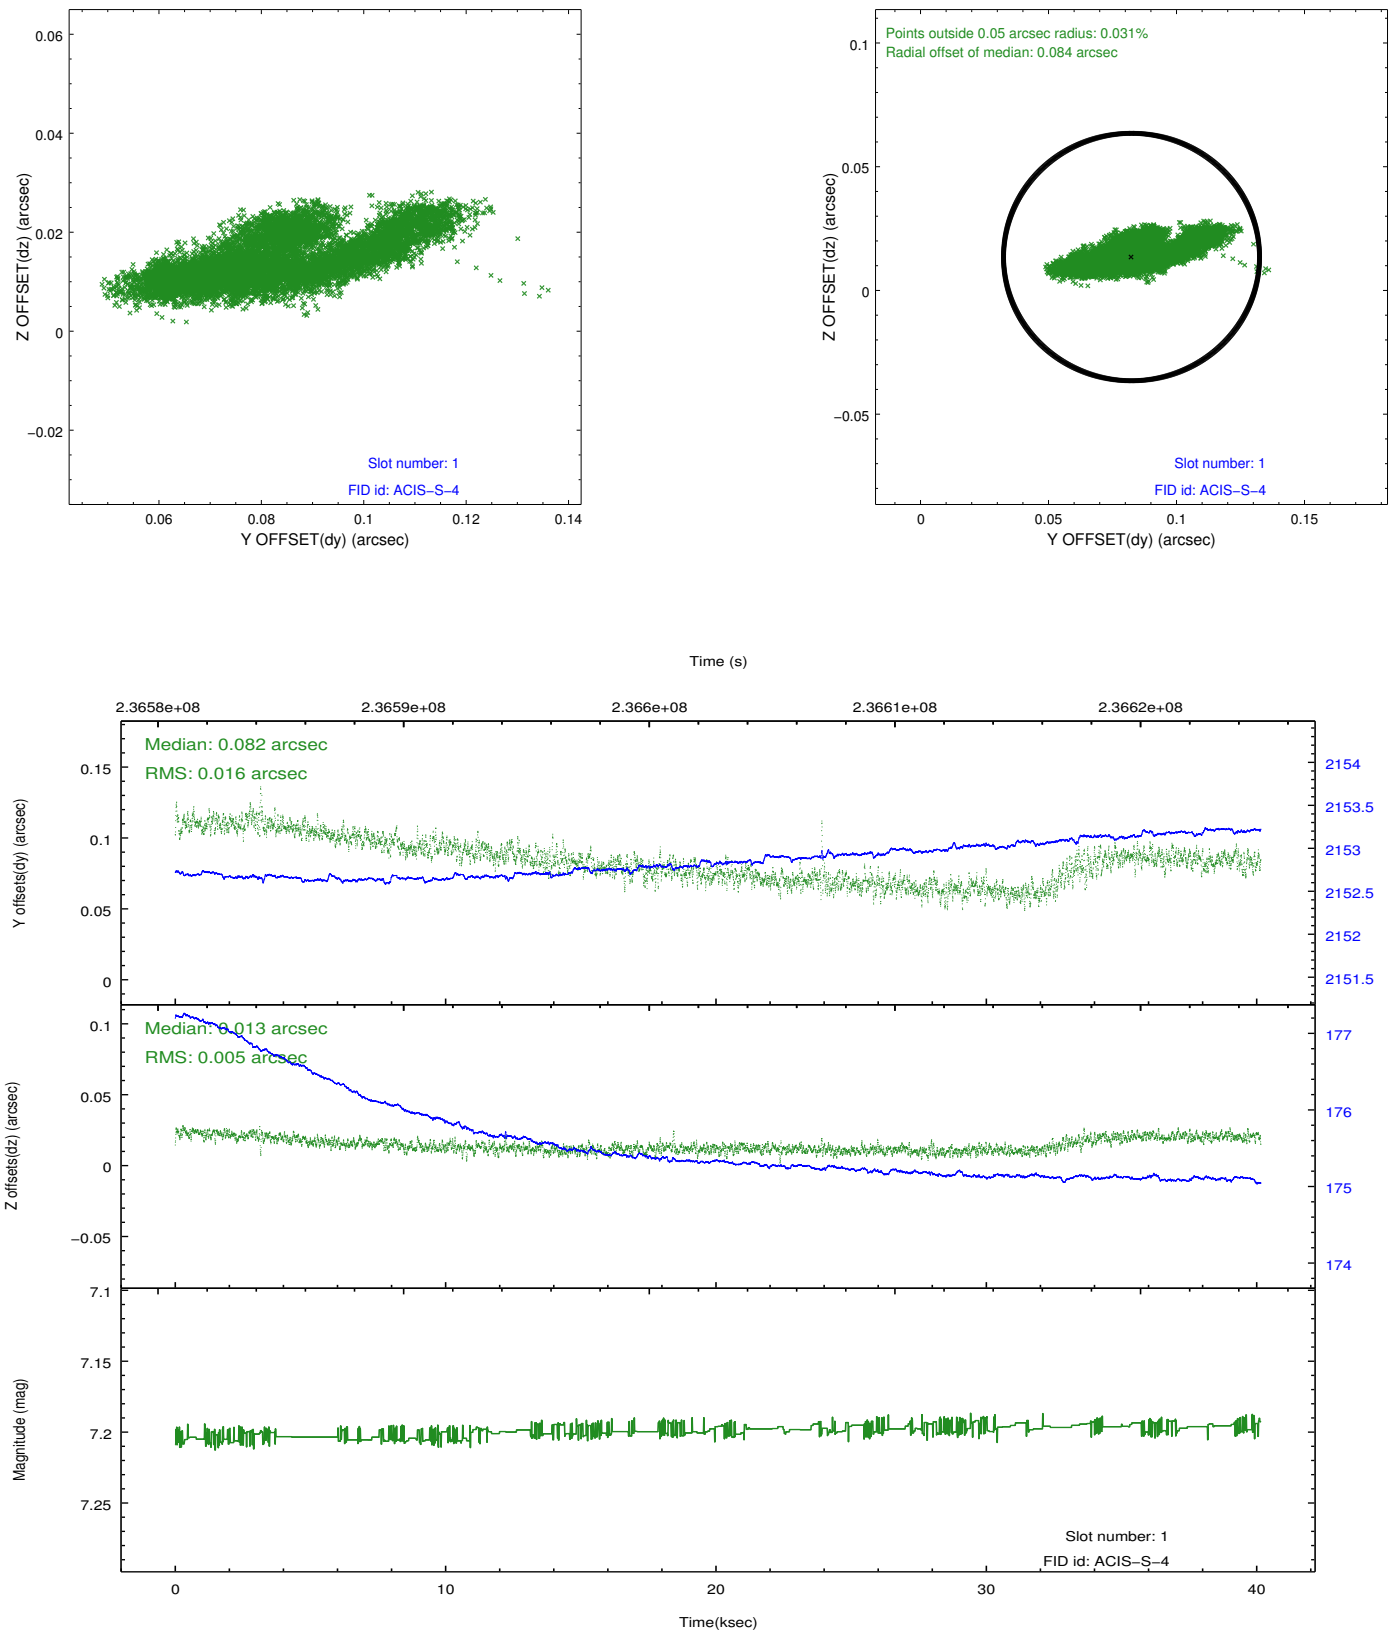 0.06
0.04
0.02
0
−0.02
Z OFFSET(dz) (arcsec)
Slot number: 1
FID id: ACIS−S−4
0.06 0.08 0.1 0.12 0.14
Y OFFSET(dy) (arcsec)
Points outside 0.05 arcsec radius: 0.031%
Radial offset of median: 0.084 arcsec
0.1
0.05
0
−0.05
Z OFFSET(dz) (arcsec)
Slot number: 1
FID id: ACIS−S−4
0 0.05 0.1 0.15
Y OFFSET(dy) (arcsec)
Time (s)
2.3658e+08 2.3659e+08 2.366e+08 2.3661e+08 2.3662e+08
Median: 0.082 arcsec
RMS: 0.016 arcsec
0.15
0.1
0.05
0
Y offsets(dy) (arcsec)
2154
2153.5
2153
2152.5
2152
2151.5
Median: 0.013 arcsec
RMS: 0.005 arcsec
0.1
0.05
0
−0.05
Z offsets(dz) (arcsec)
177
176
175
174
7.1
7.15
7.2
7.25
Magnitude (mag)
Slot number: 1
FID id: ACIS−S−4
0 10 20 30 40
Time(ksec)